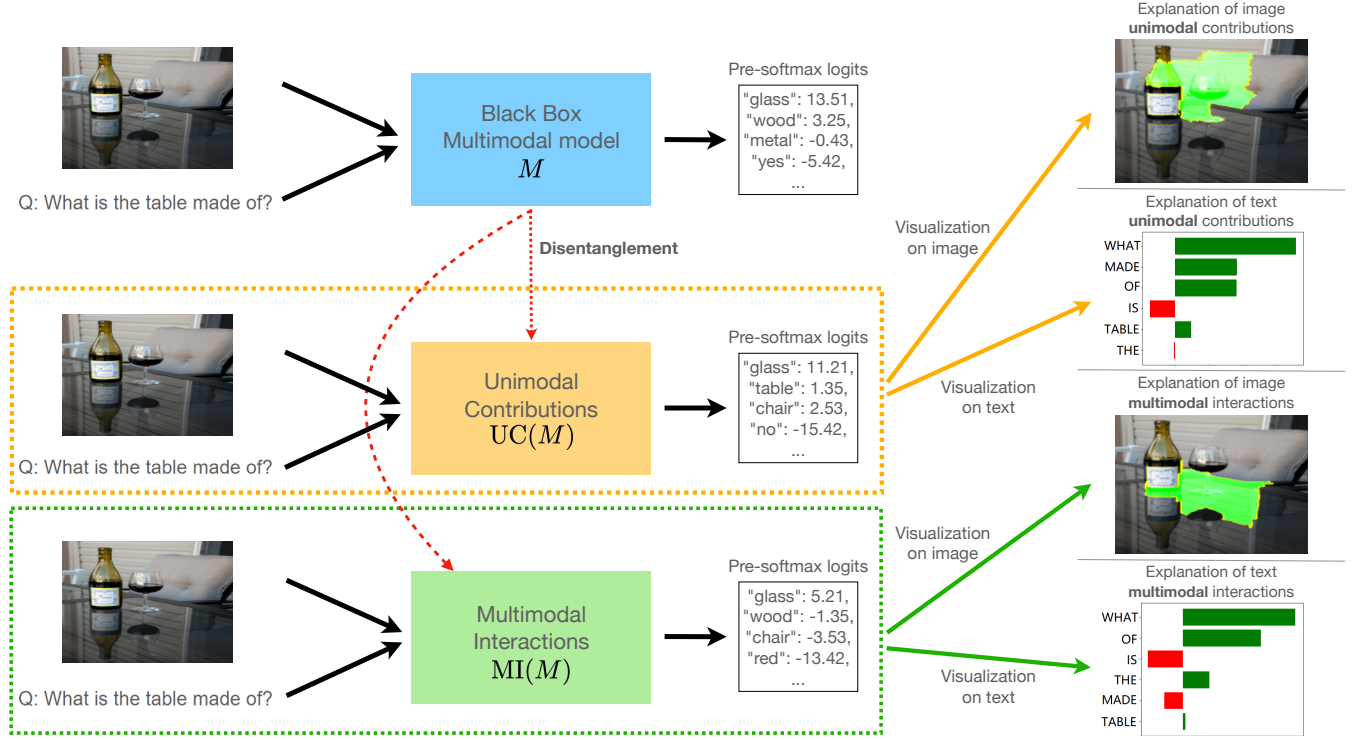 Black Box
Multimodal model
M
Q: What is the table made of?
Pre-softmax logits
"glass": 13.51,
"wood": 3.25,
"metal": -0.43,
"yes": -5.42,
...
Disentanglement
Unimodal
Contributions
UC(M)
Q: What is the table made of?
Pre-softmax logits
"glass": 11.21,
"table": 1.35,
"chair": 2.53,
"no": -15.42,
...
Multimodal
Interactions
MI(M)
Q: What is the table made of?
Pre-softmax logits
"glass": 5.21,
"wood": -1.35,
"chair": -3.53,
"red": -13.42,
...
Visualization
on image
Visualization
on text
Visualization
on image
Visualization
on text
Explanation of image
unimodal contributions
Explanation of text
unimodal contributions
WHAT
MADE
OF
IS
TABLE
THE
Explanation of image
multimodal interactions
Explanation of text
multimodal interactions
WHAT
OF
IS
THE
MADE
TABLE